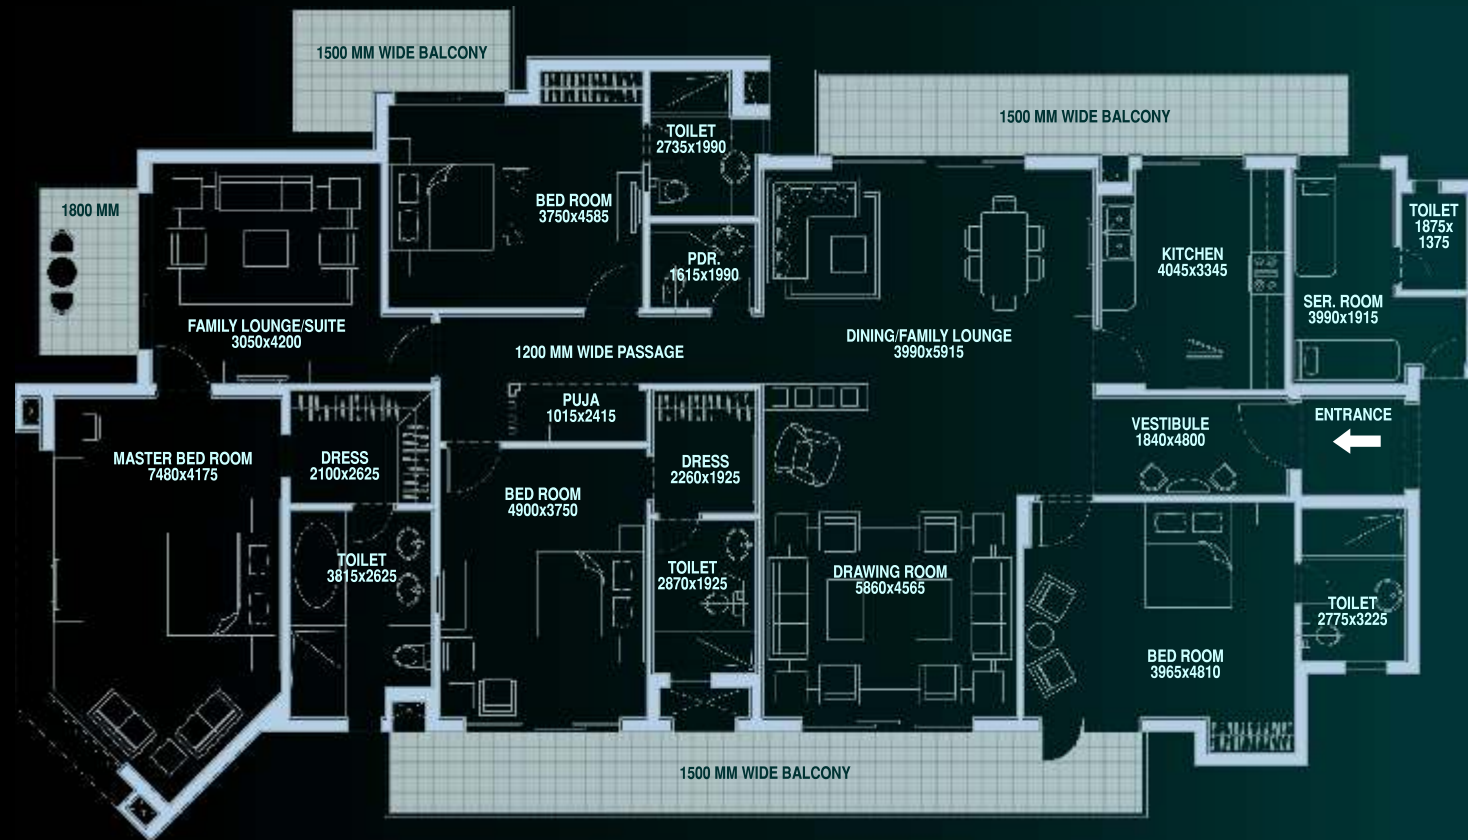 1500 MM WIDE BALCONY
1500 MM WIDE BALCONY
TOILET
2735x1990
BED ROOM
3750x4585
1800 MM
TOILET
1875x
1375
KITCHEN
4045x3345
PDR.
1615x1990
SER. ROOM
3990x1915
FAMILY LOUNGE/SUITE
3050x4200
DINING/FAMILY LOUNGE
3990x5915
1200 MM WIDE PASSAGE
PUJA
1015x2415
ENTRANCE
VESTIBULE
1840x4800
MASTER BED ROOM
7480x4175
DRESS
2100x2625
DRESS
2260x1925
BED ROOM
4900x3750
TOILET
3815x2625
TOILET
2870x1925
DRAWING ROOM
5860x4565
TOILET
2775x3225
BED ROOM
3965x4810
1500 MM WIDE BALCONY